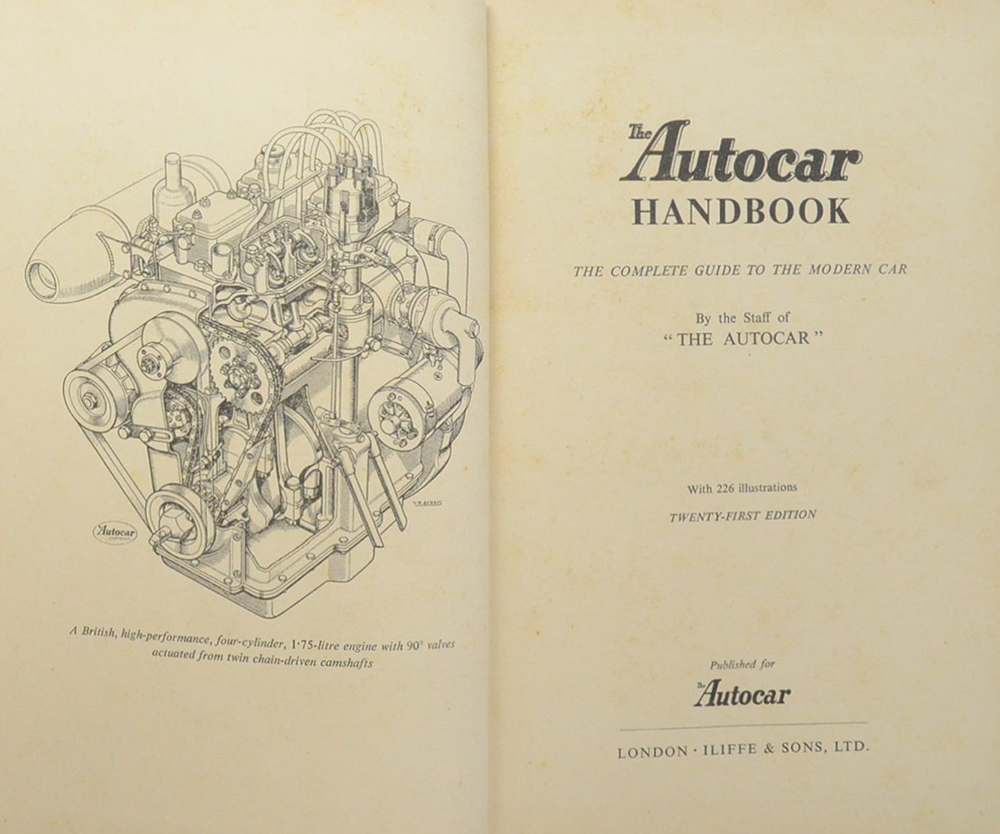 Autocar
V.R.BERRIS
A British, high-performance, four-cylinder, 1·75-litre engine with 90° valves
actuated from twin chain-driven camshafts
The Autocar
HANDBOOK
THE COMPLETE GUIDE TO THE MODERN CAR
By the Staff of
“THE AUTOCAR”
With 226 illustrations
TWENTY-FIRST EDITION
Published for
The Autocar
LONDON · ILIFFE & SONS, LTD.